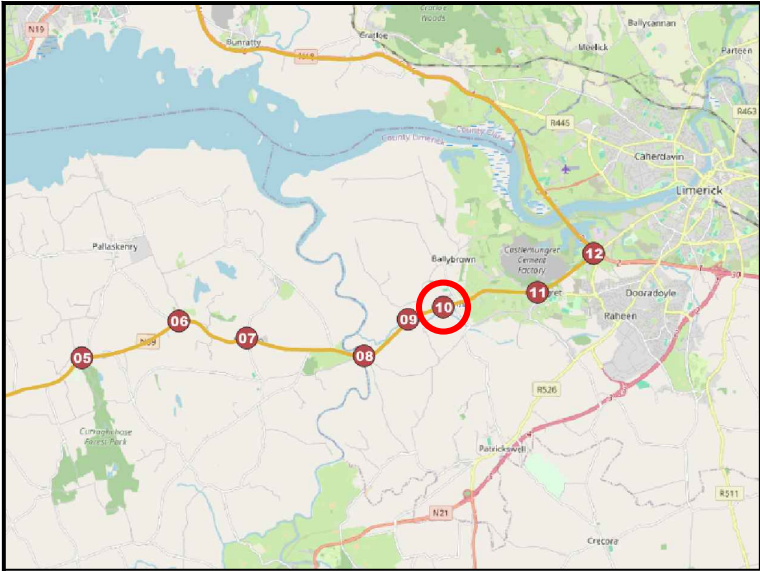 N19
Cratloe
Woods
Ballycannan
Bunratty
Cratloe
Meelick
Parteen
N18
R463
R445
County Clare
County Limerick
Caherdavin
Limerick
Pallaskenry
Castlemungret
Cement
Factory
12
Ballybrown
10
11
Dooradoyle
06
09
Raheen
07
N69
05
08
R526
Curraghchase
Forest Park
Patrickswell
R511
N21
Crecora